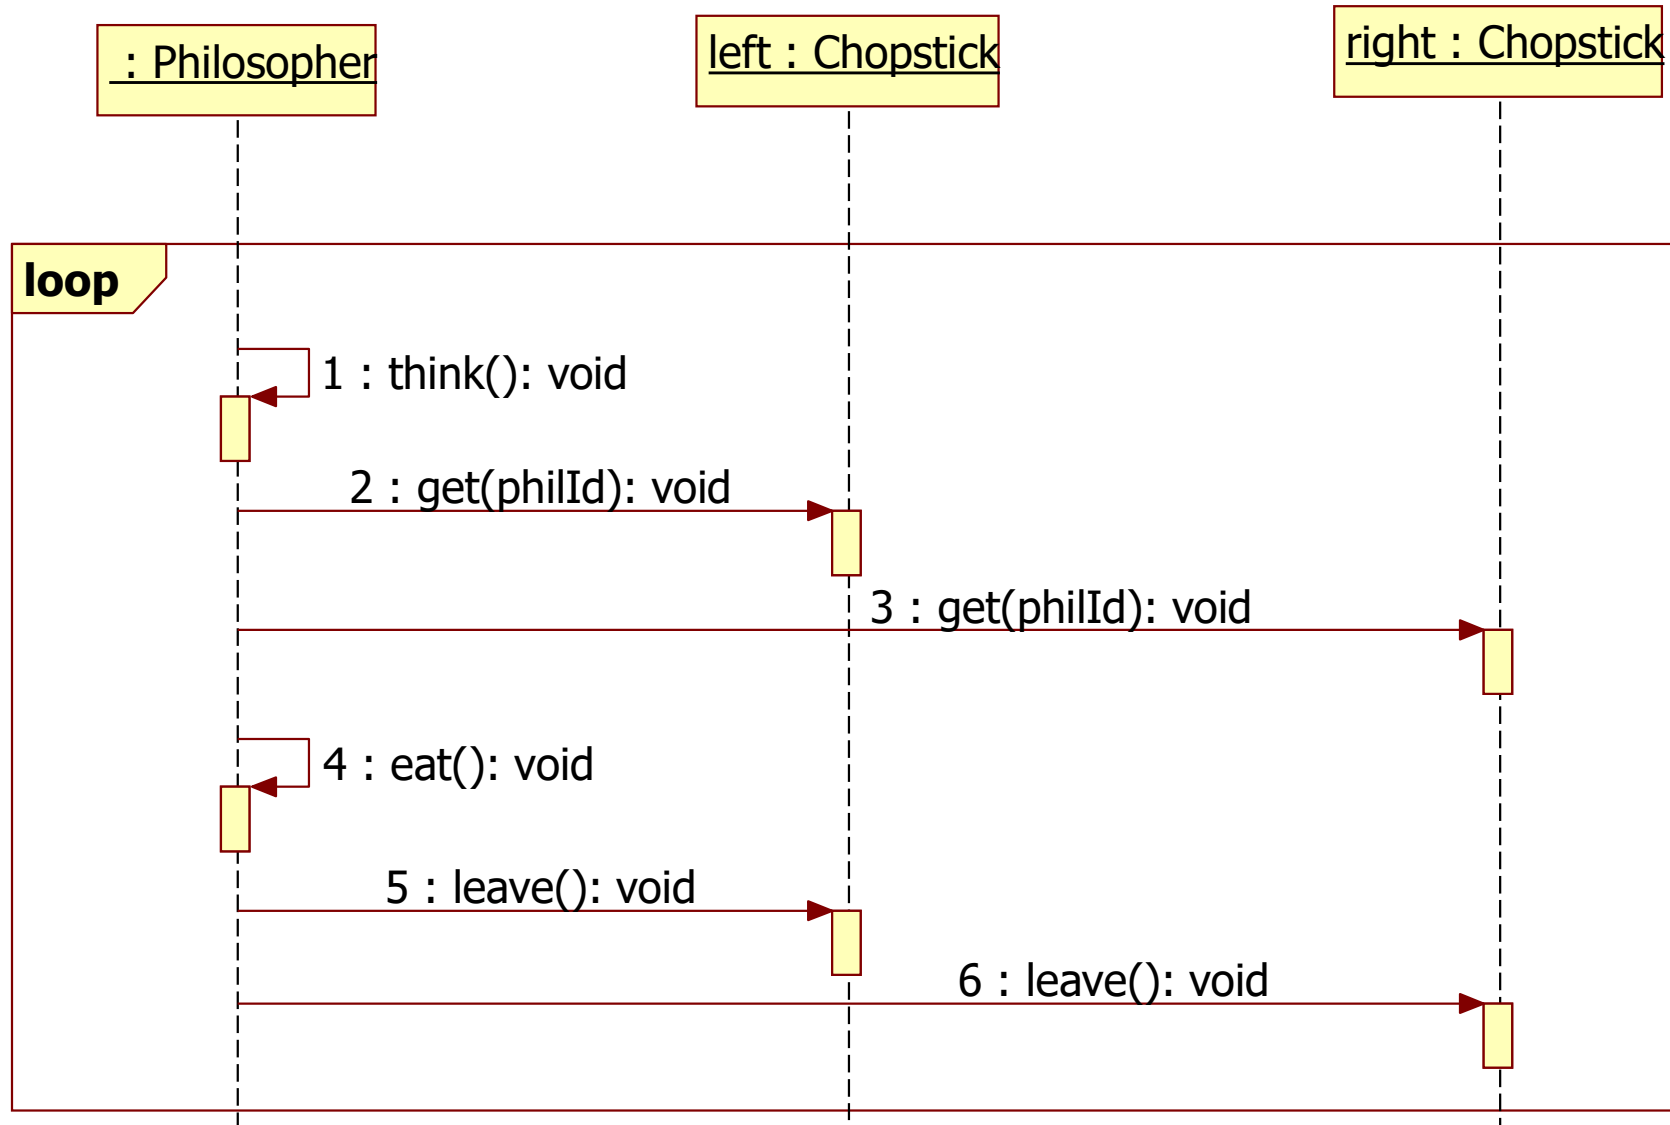 : Philosopher
left : Chopstick
right : Chopstick
loop
1 : think(): void
2 : get(philId): void
3 : get(philId): void
4 : eat(): void
5 : leave(): void
6 : leave(): void